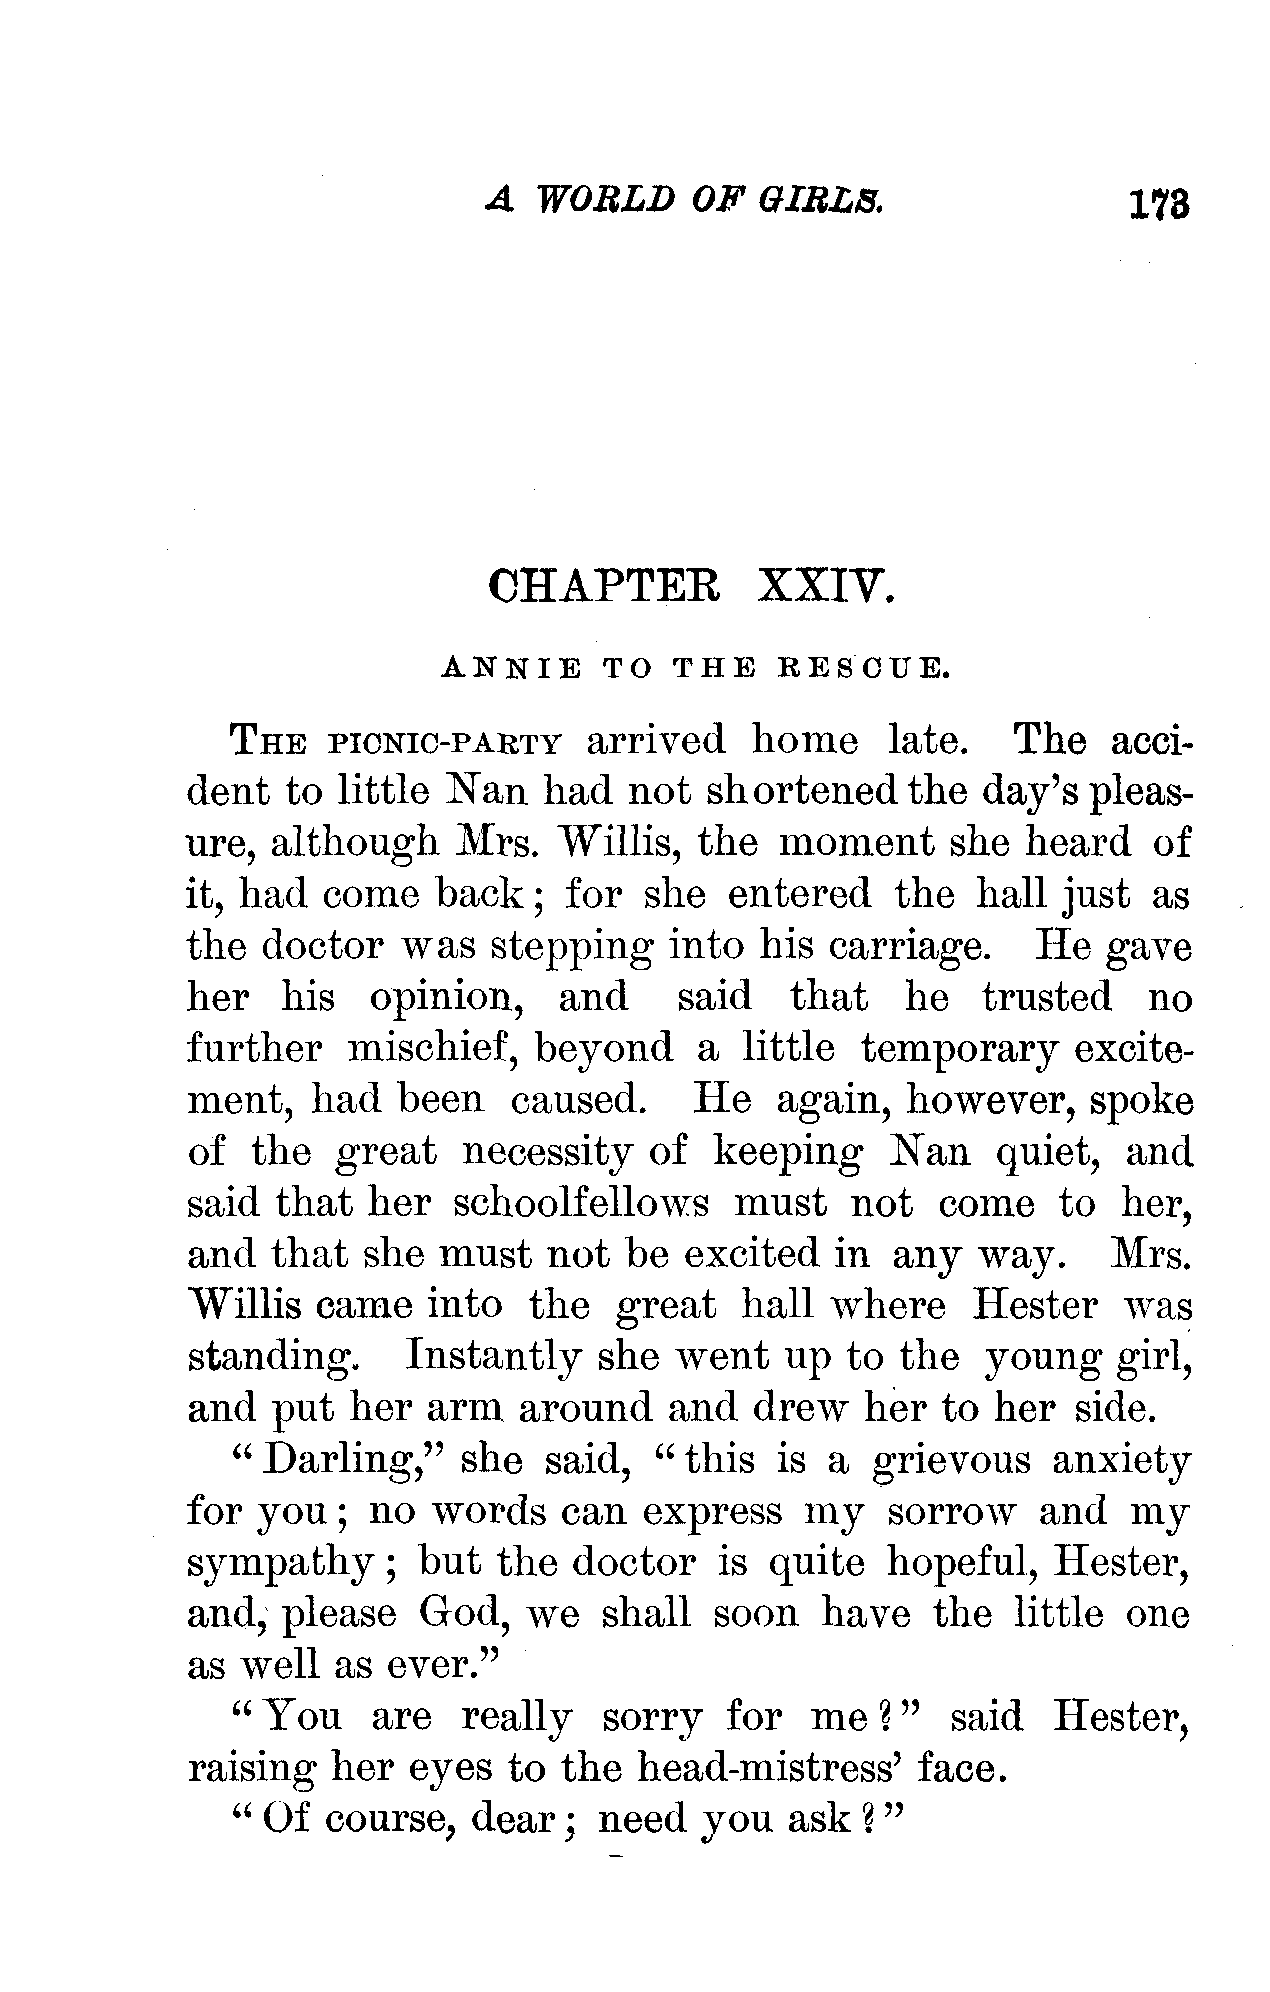 A WORLD OF GIRLS. 173
CHAPTER XXIV.
ANNIE TO THE RESCUE.
THE PICNIC-PARTY arrived home late. The acci-
dent to little Nan had not shortened the day's pleas-
ure, although Mrs. Willis, the moment she heard of
it, had come back; for she entered the hall just as
the doctor was stepping into his carriage. He gave
her his opinion, and said that he trusted no
further mischief, beyond a little temporary excite-
ment, had been caused. He again, however, spoke
of the great necessity of keeping Nan quiet, and
said that her schoolfellows must not come to her,
and that she must not be excited in any way. Mrs.
Willis came into the great hall where Hester was
standing. Instantly she went up to the young girl,
and put her arm around and drew her to her side.
"Darling," she said, "this is a grievous anxiety
for you; no words can express my sorrow and my
sympathy; but the doctor is quite hopeful, Hester,
and, please God, we shall soon have the little one
as well as ever."
"You are really sorry for me?" said Hester,
raising her eyes to the head-mistress' face.
"Of course, dear; need you ask?"